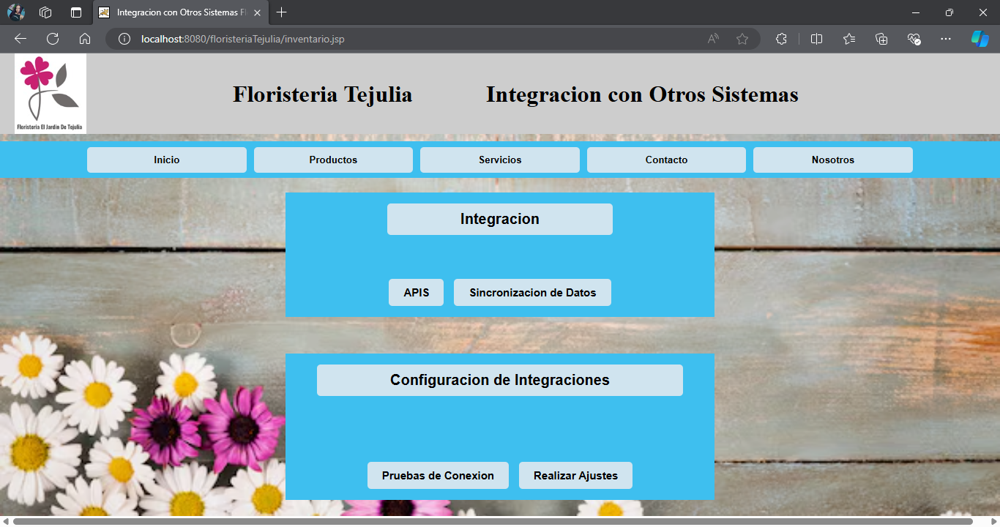 Integracion con Otros Sistemas Fl
localhost:8080/floristeriaTejulia/inventario.jsp
Floristeria El Jardin De Tejulia
Floristeria Tejulia
Integracion con Otros Sistemas
Inicio
Productos
Servicios
Contacto
Nosotros
Integracion
APIS
Sincronizacion de Datos
Configuracion de Integraciones
Pruebas de Conexion
Realizar Ajustes